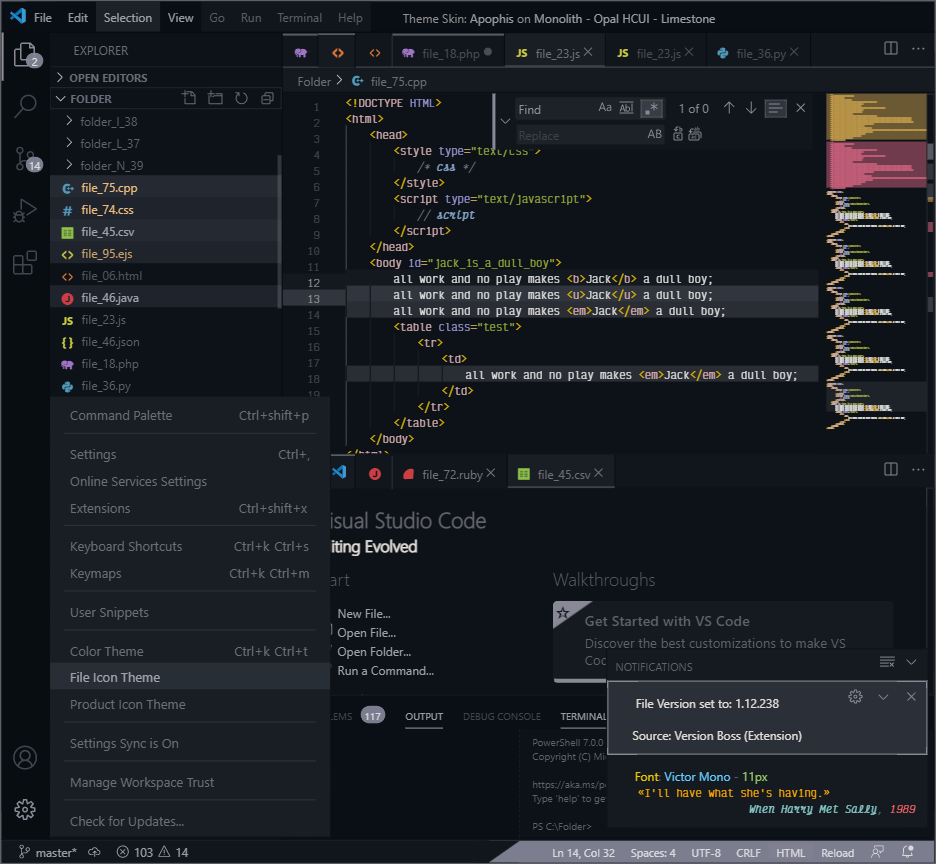 File Edit Selection View Go Run Terminal Help Theme Skin: Apophis on Monolith - Opal HCUI - Limestone
EXPLORER
2
OPEN EDITORS
FOLDER
folder_I_38
folder_L_37
folder_N_39
14
file_75.cpp
file_74.css
file_45.csv
file_95.ejs
file_06.html
file_46.java
file_23.js
file_46.json
file_18.php
file_36.py
file_18.php file_23.js file_23.js file_36.py
Folder > file_75.cpp
Find Aa Abl .* 1 of 0
Replace AB
1 <!DOCTYPE HTML>
2 <html>
3 <head>
4 <style type="text/css">
5 /* css */
6 </style>
7 <script type="text/javascript">
8 // script
9 </script>
10 </head>
11 <body id="jack_is_a_dull_boy">
12 all work and no play makes <b>Jack</b> a dull boy;
13 all work and no play makes <u>Jack</u> a dull boy;
14 all work and no play makes <em>Jack</em> a dull boy;
15 <table class="test">
16 <tr>
17 <td>
18 all work and no play makes <em>Jack</em> a dull boy;
19 </td>
</tr>
</table>
</body>
</html>
Command Palette Ctrl+shift+p
Settings Ctrl+,
Online Services Settings
Extensions Ctrl+shift+x
Keyboard Shortcuts Ctrl+k Ctrl+s
Keymaps Ctrl+k Ctrl+m
User Snippets
Color Theme Ctrl+k Ctrl+t
File Icon Theme
Product Icon Theme
Settings Sync is On
Manage Workspace Trust
Check for Updates...
file_72.ruby file_45.csv
isual Studio Code
iting Evolved
art
New File...
Open File...
Open Folder...
Run a Command...
Walkthroughs
Get Started with VS Code
Discover the best customizations to make VS
Coc
NOTIFICATIONS
File Version set to: 1.12.238
Source: Version Boss (Extension)
Font: Victor Mono - 11px
«I'll have what she's having.»
When Harry Met Sally, 1989
LEMS 117 OUTPUT DEBUG CONSOLE TERMINAL
PowerShell 7.0.0
Copyright (C) Mi
https://aka.ms/p
Type 'help' to ge
PS C:\Folder>
master* 103 14 Ln 14, Col 32 Spaces: 4 UTF-8 CRLF HTML Reload